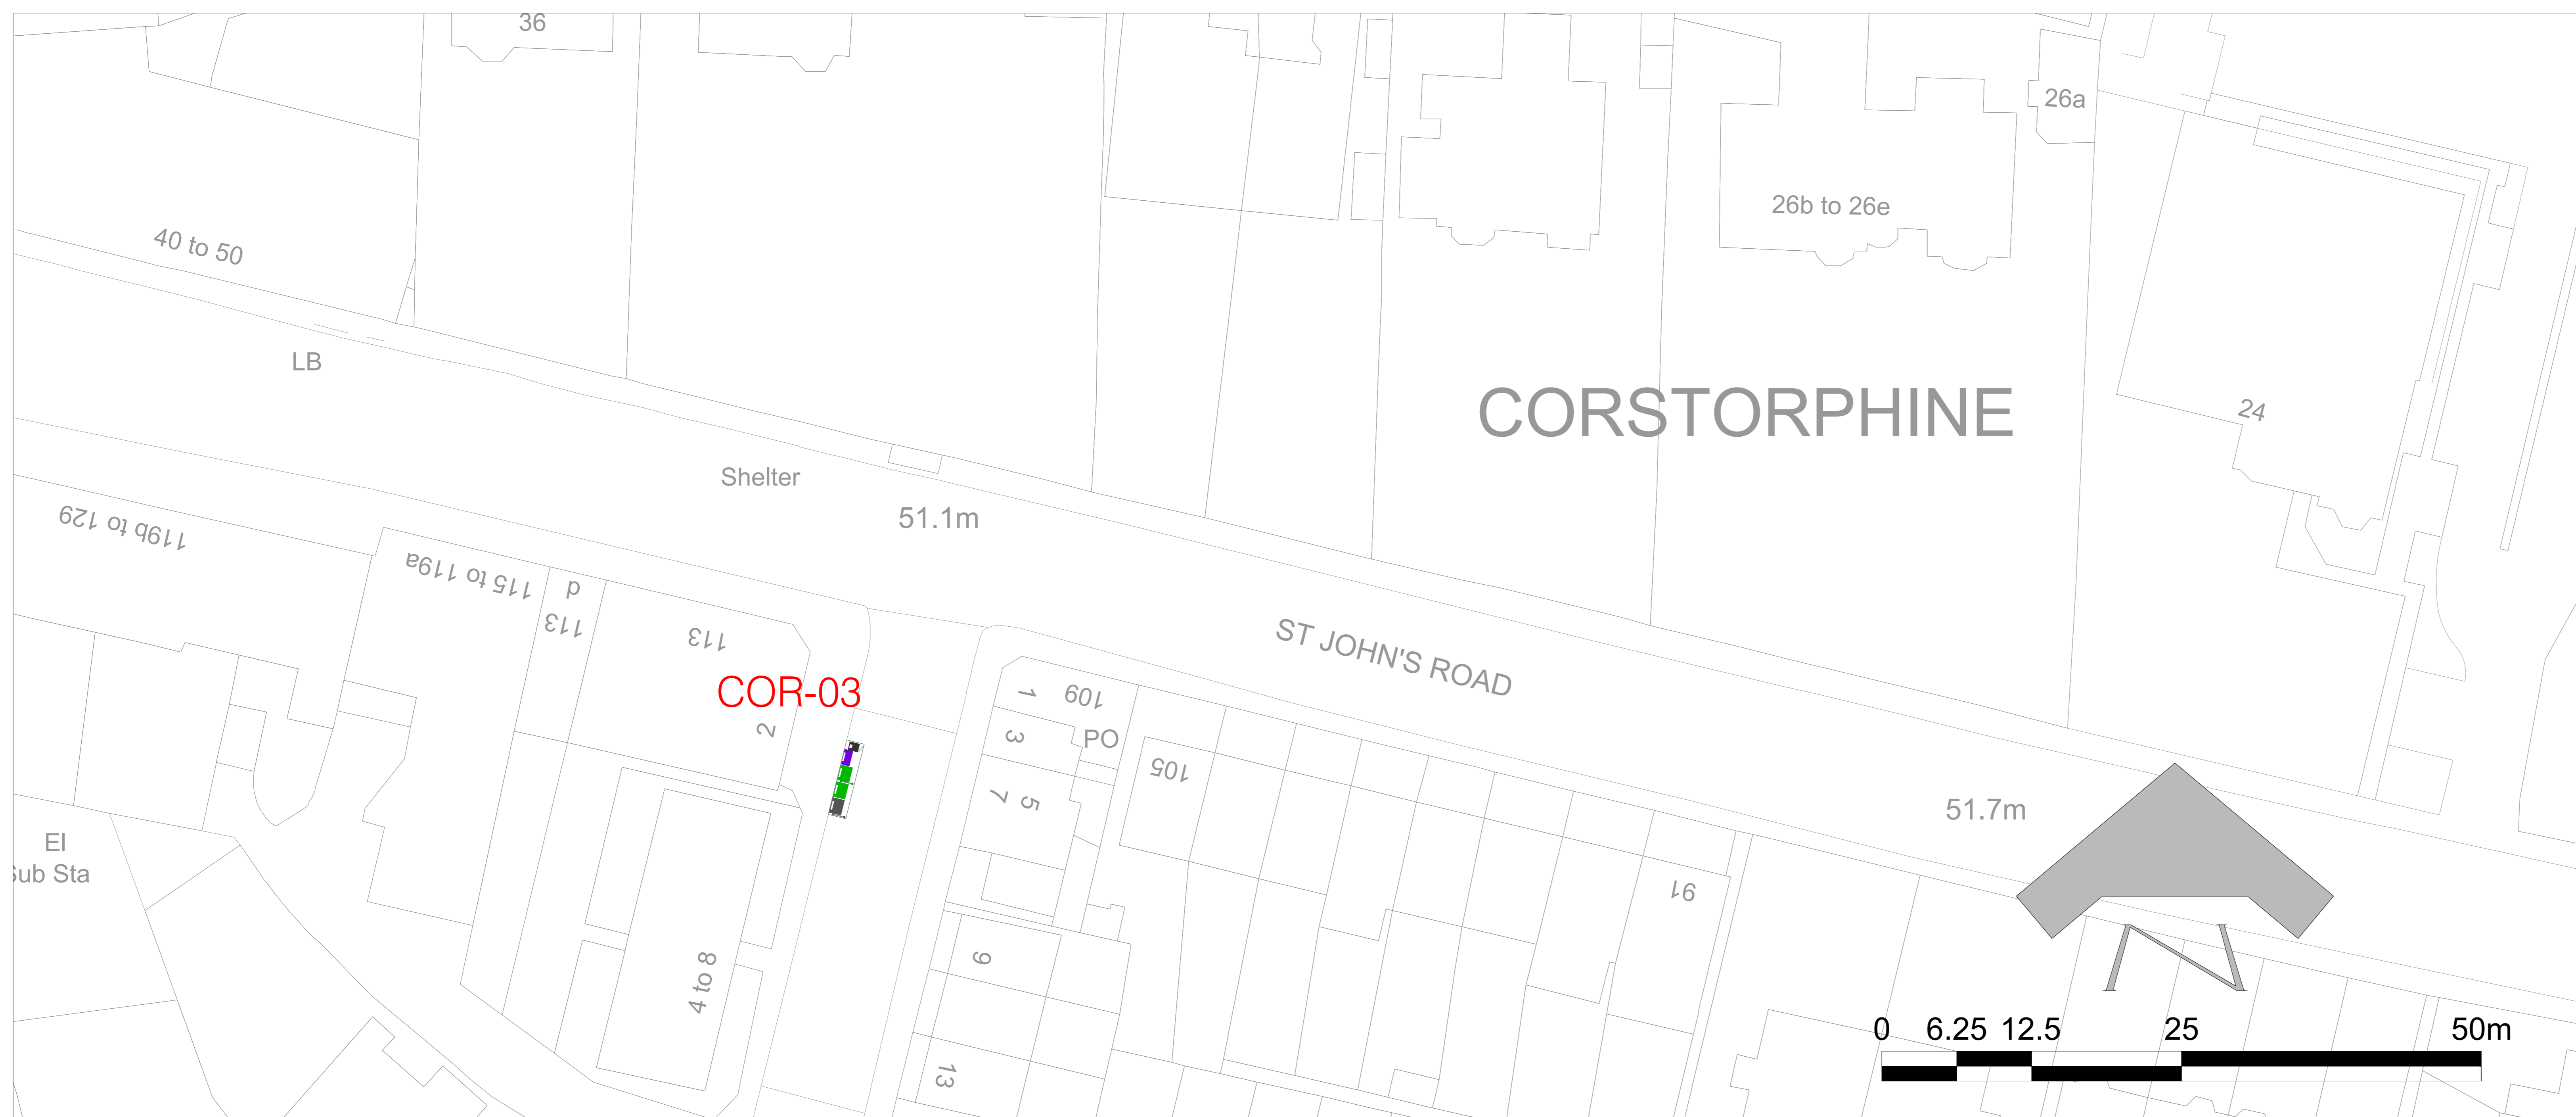 36
26a
26b to 26e
40 to 50
LB
CORSTORPHINE
24
Shelter
51.1m
119b to 129
115 to 119a
d
113
113
ST JOHN'S ROAD
COR-03
1
109
2
3
PO
105
5
7
51.7m
El
Sub Sta
91
9
4 to 8
13
N
0 6.25 12.5 25 50m